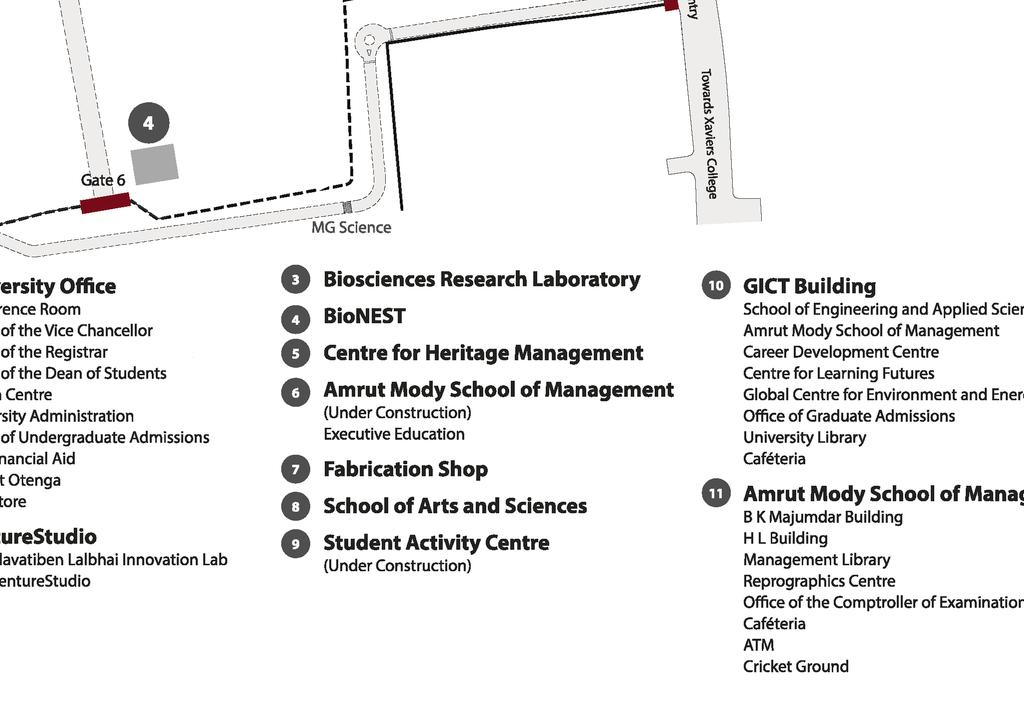 ntry
Towards Xaviers College
4
Gate 6
MG Science
ersity Office
rence Room
of the Vice Chancellor
of the Registrar
of the Dean of Students
Centre
rsity Administration
of Undergraduate Admissions
nancial Aid
t Otenga
tore
tureStudio
lavatiben Lalbhai Innovation Lab
entureStudio
3 Biosciences Research Laboratory
4 BioNEST
5 Centre for Heritage Management
6 Amrut Mody School of Management
(Under Construction)
Executive Education
7 Fabrication Shop
8 School of Arts and Sciences
9 Student Activity Centre
(Under Construction)
10 GICT Building
School of Engineering and Applied Scien
Amrut Mody School of Management
Career Development Centre
Centre for Learning Futures
Global Centre for Environment and Ener
Office of Graduate Admissions
University Library
Caféteria
11 Amrut Mody School of Manag
B K Majumdar Building
H L Building
Management Library
Reprographics Centre
Office of the Comptroller of Examination
Caféteria
ATM
Cricket Ground